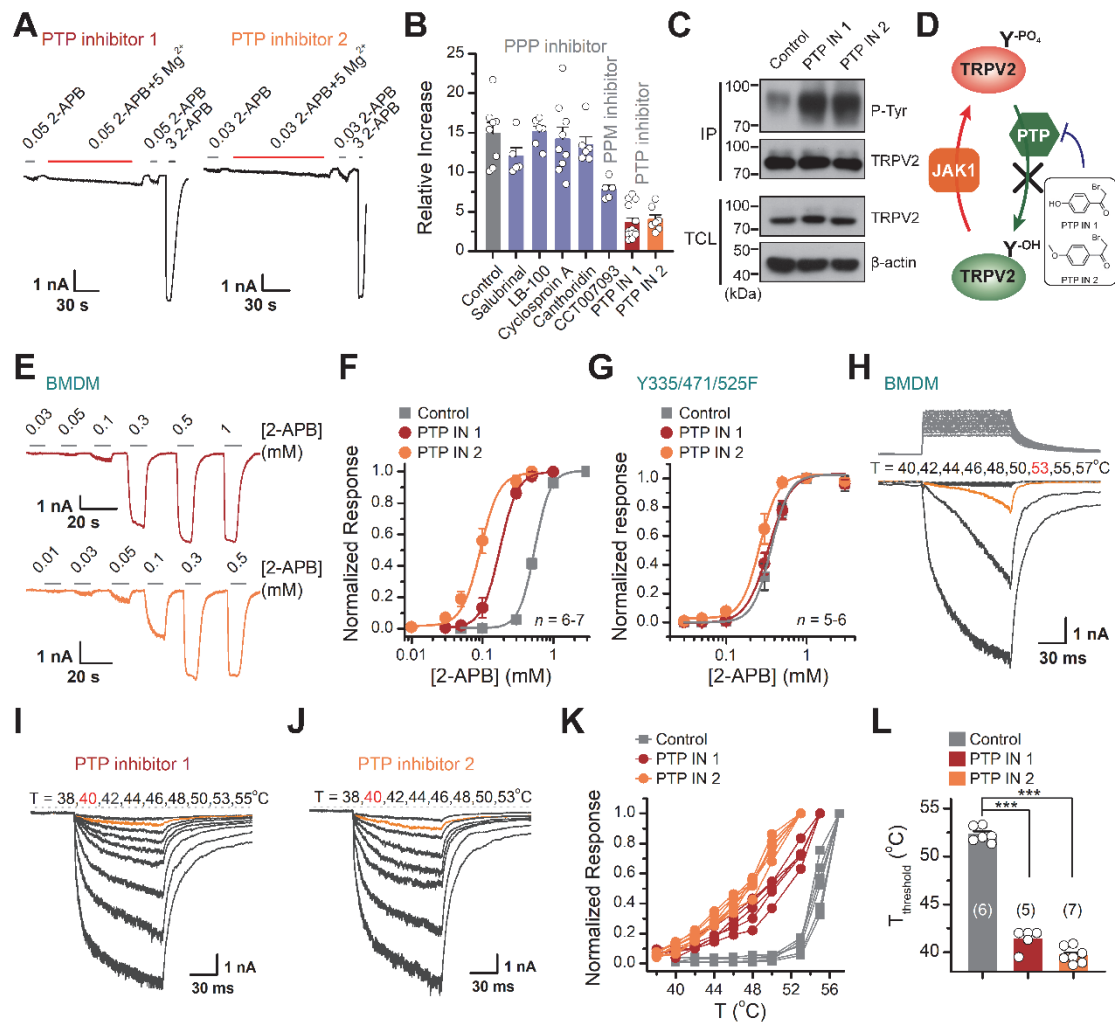 A
PTP inhibitor 1
PTP inhibitor 2
0.05 2-APB
0.05 2-APB+5 Mg²⁺
0.05 2-APB
3 2-APB
0.03 2-APB
0.03 2-APB+5 Mg²⁺
0.03 2-APB
3 2-APB
1 nA
30 s
1 nA
30 s
B
PPP inhibitor
PPM inhibitor
PTP inhibitor
Relative Increase
25
20
15
10
5
0
Control
Salubrinal
LB-100
Cyclosproin A
Canthoridin
CCT007093
PTP IN 1
PTP IN 2
C
Control
PTP IN 1
PTP IN 2
IP
100
70
P-Tyr
100
70
TRPV2
TCL
100
70
TRPV2
50
40
β-actin
(kDa)
D
Y-PO₄
TRPV2
PTP
JAK1
Y-OH
TRPV2
Br
HO
O
PTP IN 1
Br
O
O
PTP IN 2
E
BMDM
0.03 0.05 0.1 0.3 0.5 1
[2-APB]
(mM)
1 nA
20 s
0.01 0.03 0.05 0.1 0.3 0.5
[2-APB]
(mM)
1 nA
20 s
F
Control
PTP IN 1
PTP IN 2
Normalized Response
1.0
0.8
0.6
0.4
0.2
0.0
n = 6-7
0.01 0.1 1
[2-APB] (mM)
G
Y335/471/525F
Control
PTP IN 1
PTP IN 2
Normalized response
1.0
0.8
0.6
0.4
0.2
0.0
n = 5-6
0.1 1
[2-APB] (mM)
H
BMDM
T = 40,42,44,46,48,50,53,55,57°C
1 nA
30 ms
I
PTP inhibitor 1
T = 38,40,42,44,46,48,50,53,55°C
1 nA
30 ms
J
PTP inhibitor 2
T = 38,40,42,44,46,48,50,53°C
1 nA
30 ms
K
Control
PTP IN 1
PTP IN 2
Normalized Response
1.0
0.8
0.6
0.4
0.2
0.0
40 44 48 52 56
T (°C)
L
Control
PTP IN 1
PTP IN 2
***
***
Tthreshold (°C)
55
50
45
40
(6)
(5)
(7)